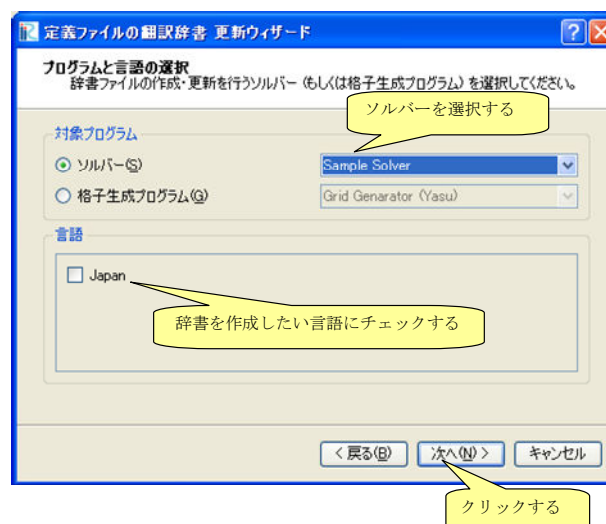 定義ファイルの翻訳辞書 更新ウィザード
プログラムと言語の選択
辞書ファイルの作成・更新を行うソルバー (もしくは格子生成プログラム) を選択してください。
ソルバーを選択する
対象プログラム
ソルバー(S)
Sample Solver
格子生成プログラム(G)
Grid Genarator (Yasu)
言語
Japan
辞書を作成したい言語にチェックする
< 戻る(B)
次へ(N) >
キャンセル
クリックする